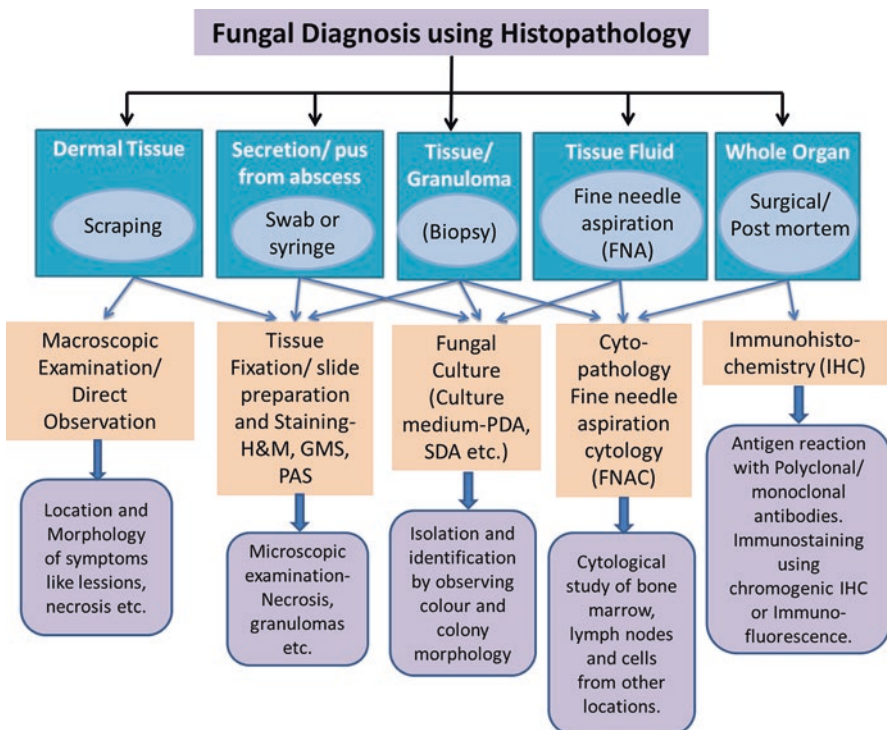 Fungal Diagnosis using Histopathology
Dermal Tissue
Scraping
Secretion/ pus
from abscess
Swab or
syringe
Tissue/
Granuloma
(Biopsy)
Tissue Fluid
Fine needle
aspiration
(FNA)
Whole Organ
Surgical/
Post mortem
Macroscopic
Examination/
Direct
Observation
Tissue
Fixation/ slide
preparation
and Staining-
H&M, GMS,
PAS
Fungal
Culture
(Culture
medium-PDA,
SDA etc.)
Cyto-
pathology
Fine needle
aspiration
cytology
(FNAC)
Immunohisto-
chemistry (IHC)
Location and
Morphology
of symptoms
like lessions,
necrosis etc.
Microscopic
examination-
Necrosis,
granulomas
etc.
Isolation and
identification
by observing
colour and
colony
morphology
Cytological
study of bone
marrow,
lymph nodes
and cells
from other
locations.
Antigen reaction
with Polyclonal/
monoclonal
antibodies.
Immunostaining
using
chromogenic IHC
or Immuno-
fluorescence.